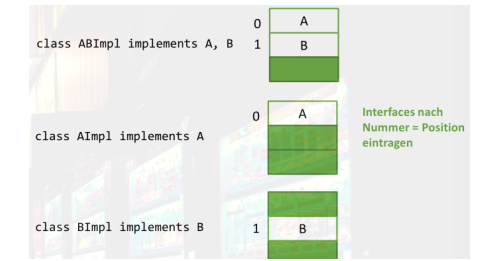 0 A
class ABImpl implements A, B 1 B
0 A
Interfaces nach
Nummer = Position
eintragen
class AImpl implements A
class BImpl implements B 1 B